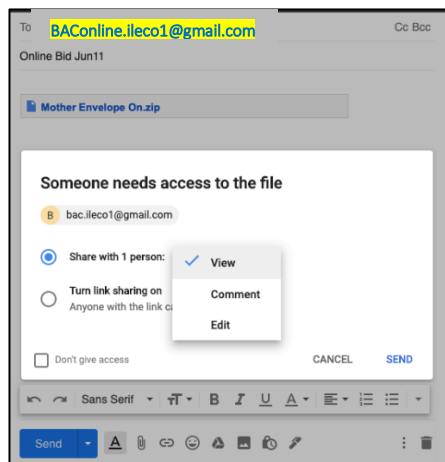 To BAConline.ileco1@gmail.com Cc Bcc
Online Bid Jun11
Mother Envelope On.zip
Someone needs access to the file
B bac.ileco1@gmail.com
Share with 1 person:
View
Turn link sharing on
Comment
Anyone with the link
Edit
Don't give access CANCEL SEND
Sans Serif
B I U A
Send A